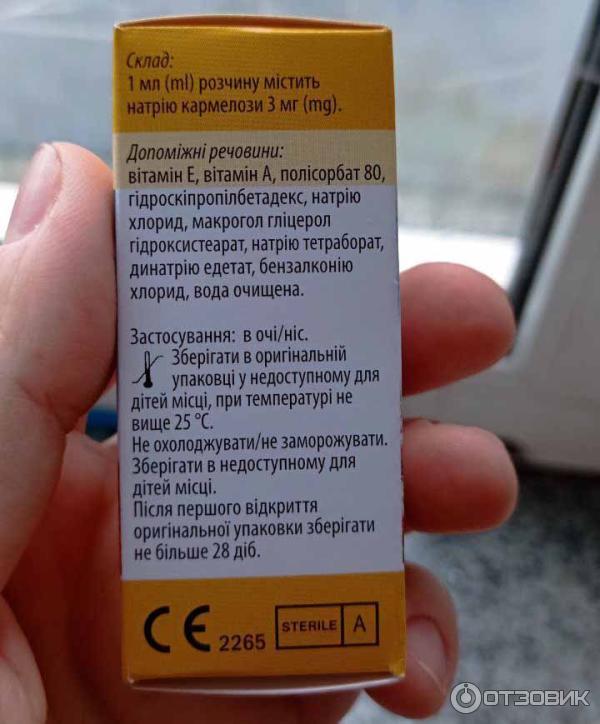 Склад:
1 мл (ml) розчину містить
натрію кармелози 3 мг (mg).
Допоміжні речовини:
вітамін Е, вітамін А, полісорбат 80,
гідроскіпропілбетадекс, натрію
хлорид, макрогол гліцерол
гідроксистеарат, натрію тетраборат,
динатрію едетат, бензалконію
хлорид, вода очищена.
Застосування: в очі/ніс.
Зберігати в оригінальній
упаковці у недоступному для
дітей місці, при температурі не
вище 25 °C.
Не охолоджувати/не заморожувати.
Зберігати в недоступному для
дітей місці.
Після першого відкриття
оригінальної упаковки зберігати
не більше 28 діб.
CE 2265 STERILE A
ОТЗОВИК